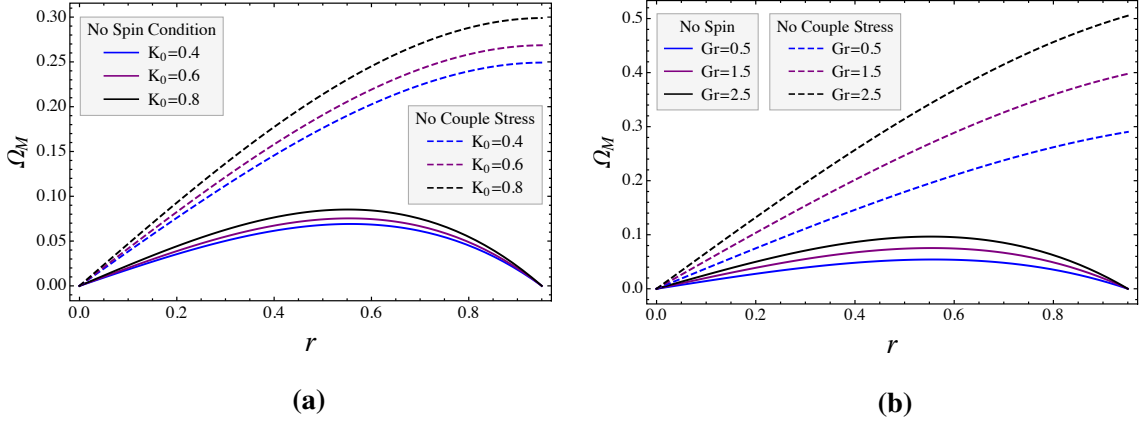 No Spin Condition
K₀=0.4
K₀=0.6
K₀=0.8
No Couple Stress
K₀=0.4
K₀=0.6
K₀=0.8
0.30
0.25
0.20
0.15
0.10
0.05
0.00
Ω_M
0.0 0.2 0.4 0.6 0.8
r
(a)
No Spin No Couple Stress
Gr=0.5 Gr=0.5
Gr=1.5 Gr=1.5
Gr=2.5 Gr=2.5
0.5
0.4
0.3
0.2
0.1
0.0
Ω_M
0.0 0.2 0.4 0.6 0.8
r
(b)